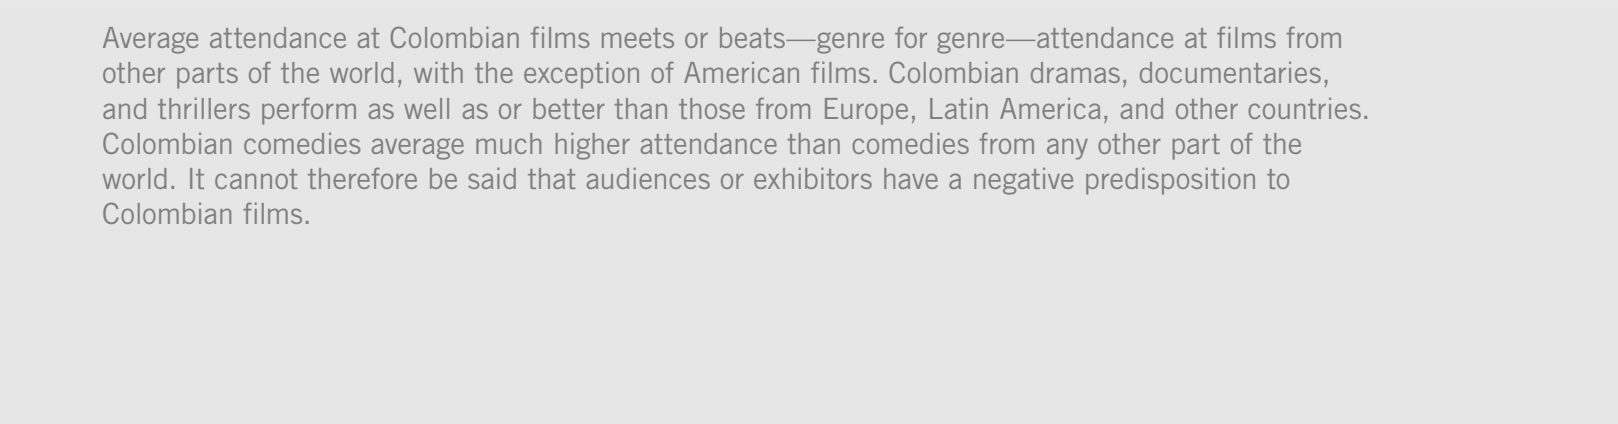 Average attendance at Colombian films meets or beats—genre for genre—attendance at films from
other parts of the world, with the exception of American films. Colombian dramas, documentaries,
and thrillers perform as well as or better than those from Europe, Latin America, and other countries.
Colombian comedies average much higher attendance than comedies from any other part of the
world. It cannot therefore be said that audiences or exhibitors have a negative predisposition to
Colombian films.